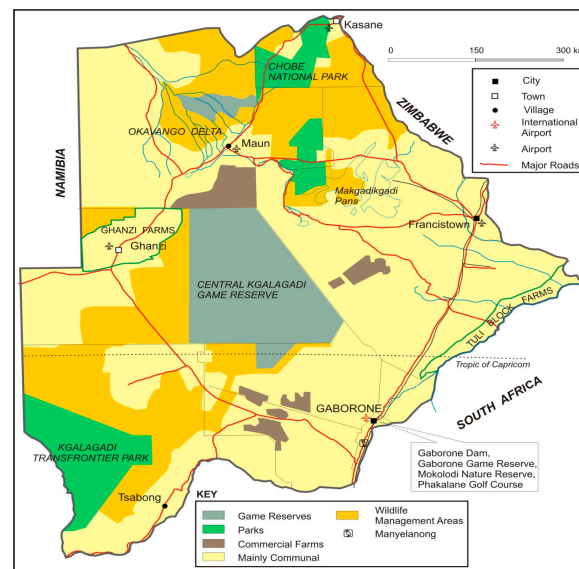 Kasane
0 150 300 km
CHOBE
NATIONAL PARK
City
Town
Village
International
Airport
Airport
Major Roads
ZIMBABWE
OKAVANGO DELTA
Maun
NAMIBIA
Makgadikgadi
Pans
Francistown
GHANZI FARMS
Ghanzi
CENTRAL KGALAGADI
GAME RESERVE
TULI BLOCK FARMS
Tropic of Capricorn
GABORONE
SOUTH AFRICA
KGALAGADI
TRANSFRONTIER PARK
Gaborone Dam,
Gaborone Game Reserve,
Mokolodi Nature Reserve,
Phakalane Golf Course
Tsabong
KEY
Game Reserves
Parks
Commercial Farms
Mainly Communal
Wildlife
Management Areas
Manyelanong